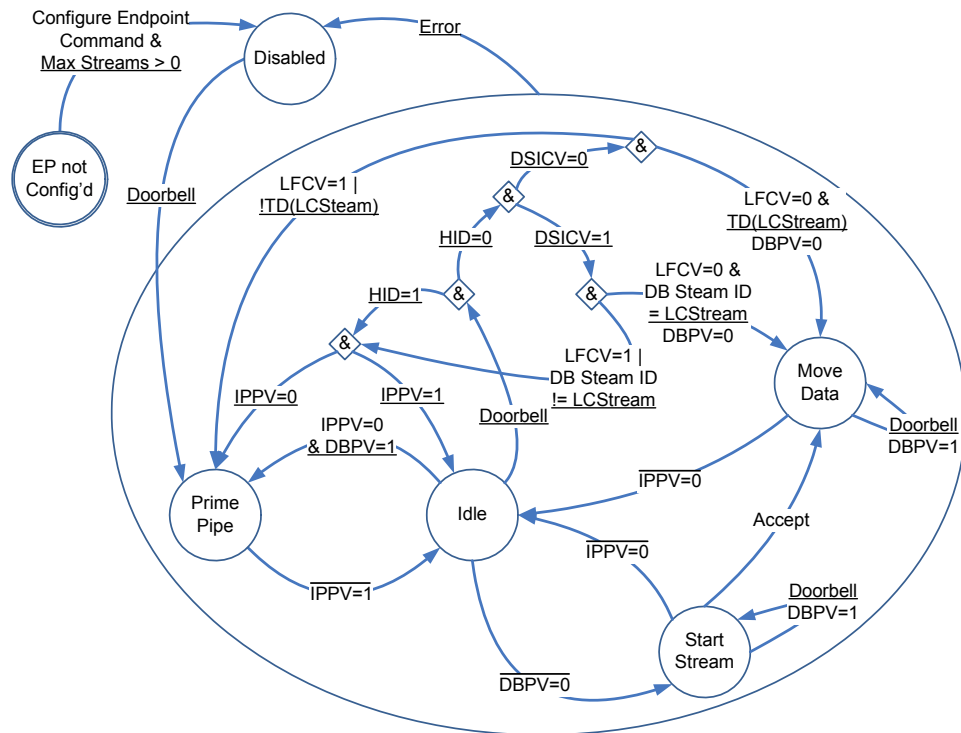 Configure Endpoint
Command &
Max Streams > 0
Disabled
Error
EP not
Config'd
Doorbell
LFCV=1 |
!TD(LCSteam)
DSICV=0
&
&
HID=0
DSICV=1
LFCV=0 &
TD(LCStream)
DBPV=0
HID=1
&
&
LFCV=0 &
DB Steam ID
= LCStream
DBPV=0
&
LFCV=1 |
DB Steam ID
!= LCStream
IPPV=0
IPPV=1
Doorbell
Move
Data
Doorbell
DBPV=1
IPPV=0
& DBPV=1
IPPV=0
Prime
Pipe
Idle
Accept
IPPV=0
IPPV=1
Doorbell
DBPV=1
Start
Stream
DBPV=0